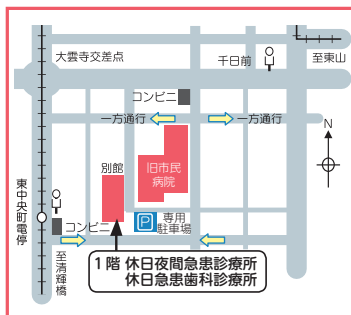 大雲寺交差点
千日前
至東山
コンビニ
一方通行
一方通行
N
別館
旧市民
病院
東中央町電停
コンビニ
P
専用
駐車場
至清輝橋
1階 休日夜間急患診療所
休日急患歯科診療所